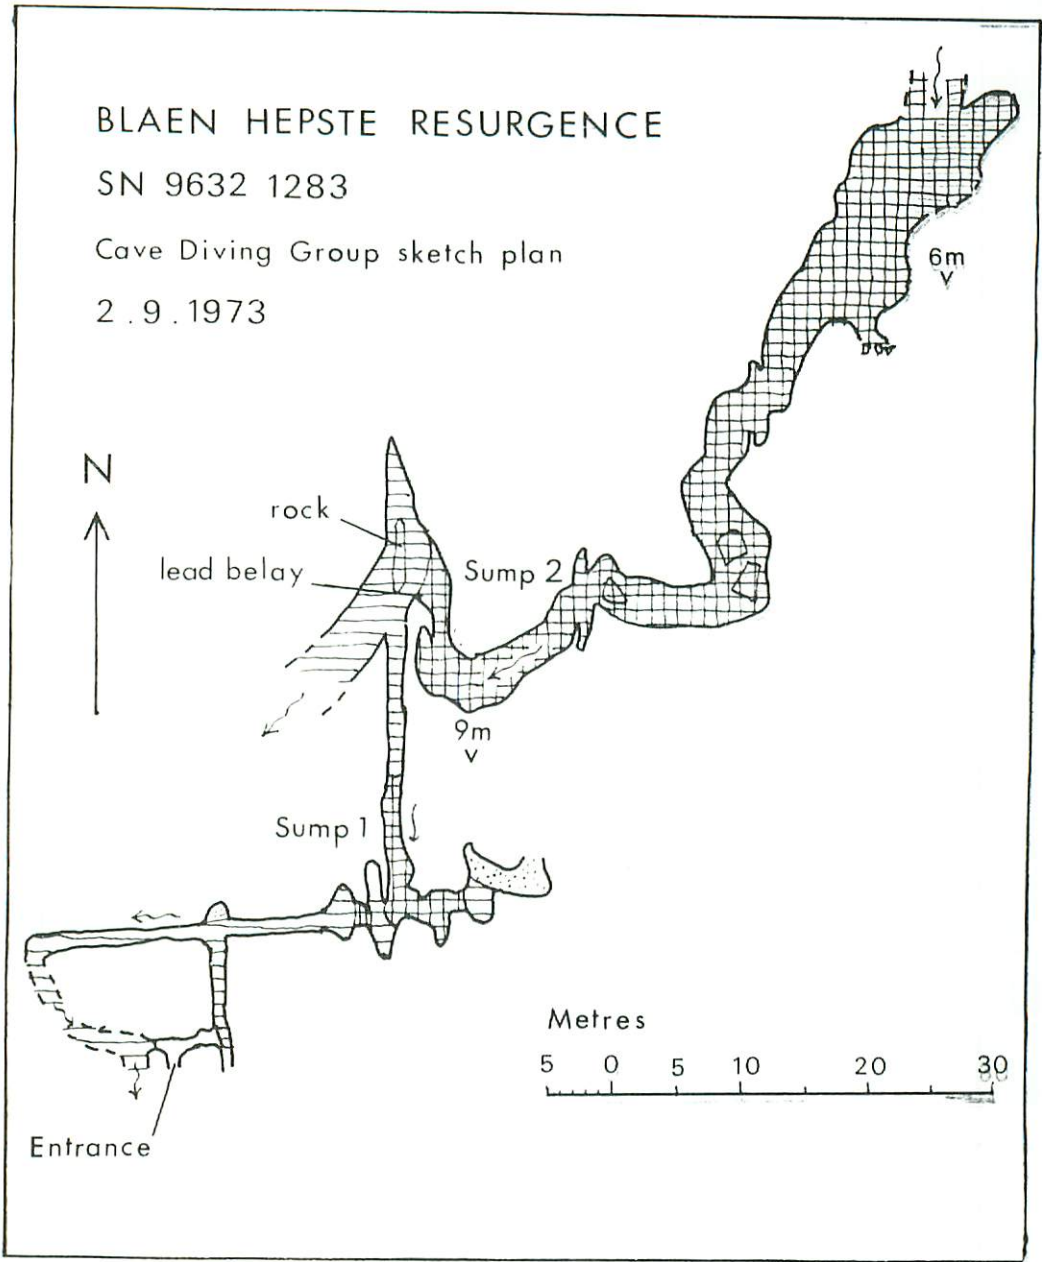 BLAEN HEPSTE RESURGENCE
SN 9632 1283
Cave Diving Group sketch plan
2.9.1973
6m
N
rock
lead belay
Sump 2
9m
Sump 1
Metres
5 0 5 10 20 30
Entrance